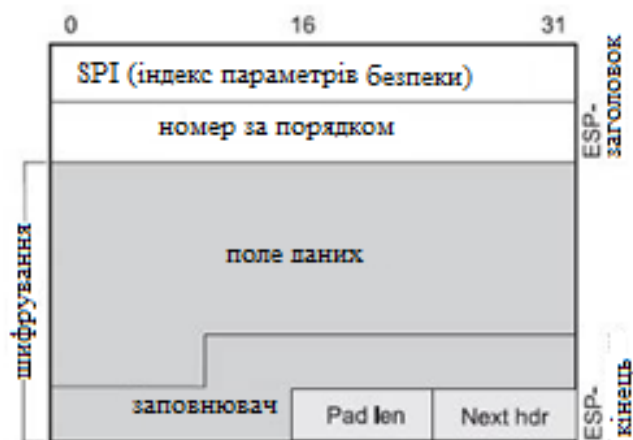 0 16 31
SPI (індекс параметрів безпеки)
номер за порядком
ESP-
заголовок
шифрування
поле даних
заповнювач
Pad len
Next hdr
ESP-
кінець